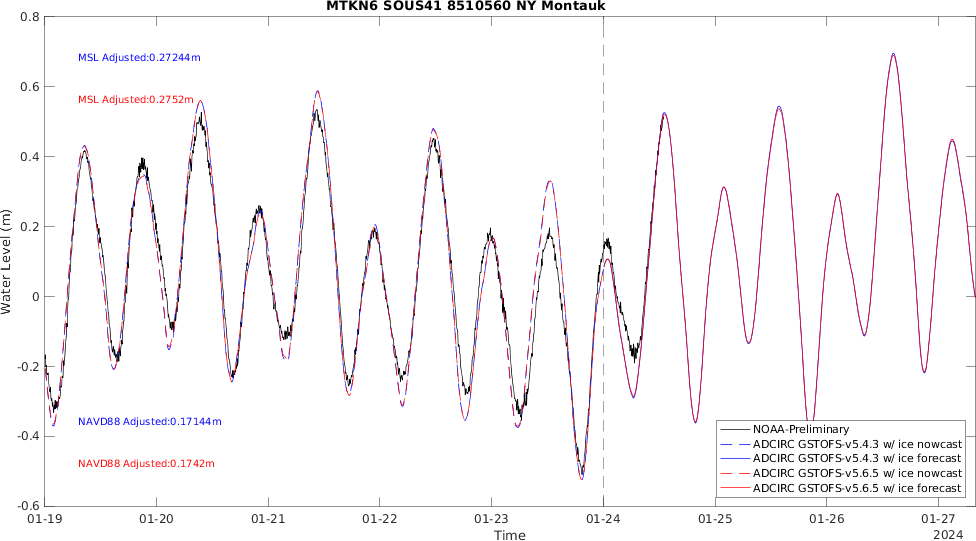 MTKN6 SOUS41 8510560 NY Montauk
0.8
0.6
0.4
0.2
0
-0.2
-0.4
-0.6
Water Level (m)
MSL Adjusted:0.27244m
MSL Adjusted:0.2752m
NAVD88 Adjusted:0.17144m
NAVD88 Adjusted:0.1742m
NOAA-Preliminary
ADCIRC GSTOFS-v5.4.3 w/ ice nowcast
ADCIRC GSTOFS-v5.4.3 w/ ice forecast
ADCIRC GSTOFS-v5.6.5 w/ ice nowcast
ADCIRC GSTOFS-v5.6.5 w/ ice forecast
01-19 01-20 01-21 01-22 01-23 01-24 01-25 01-26 01-27
Time
2024